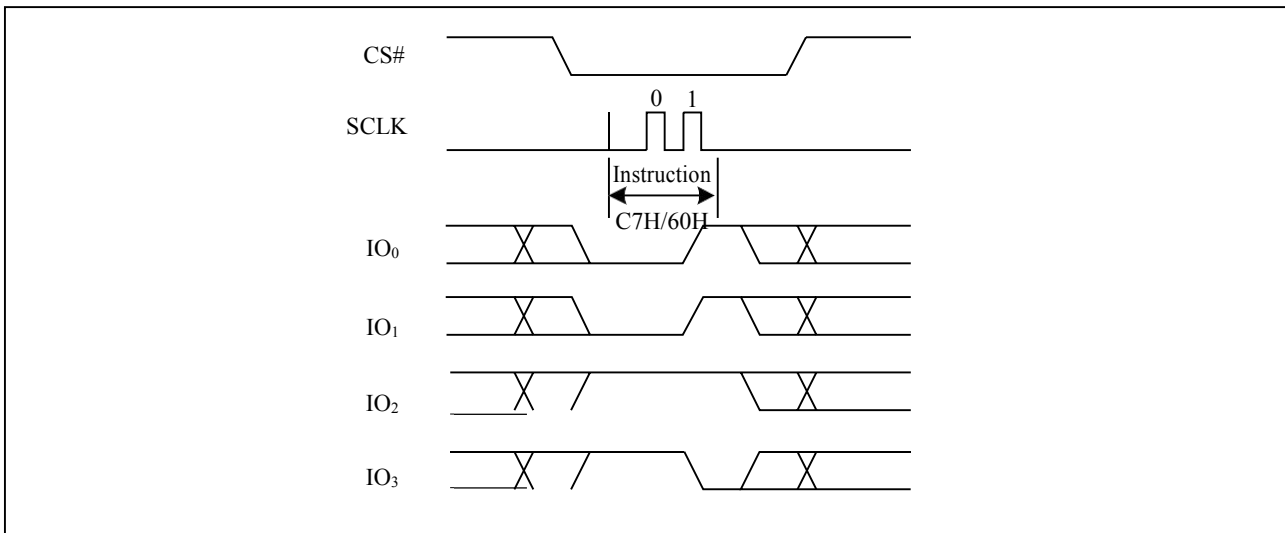 CS#
0 1
SCLK
Instruction
C7H/60H
IO₀
IO₁
IO₂
IO₃